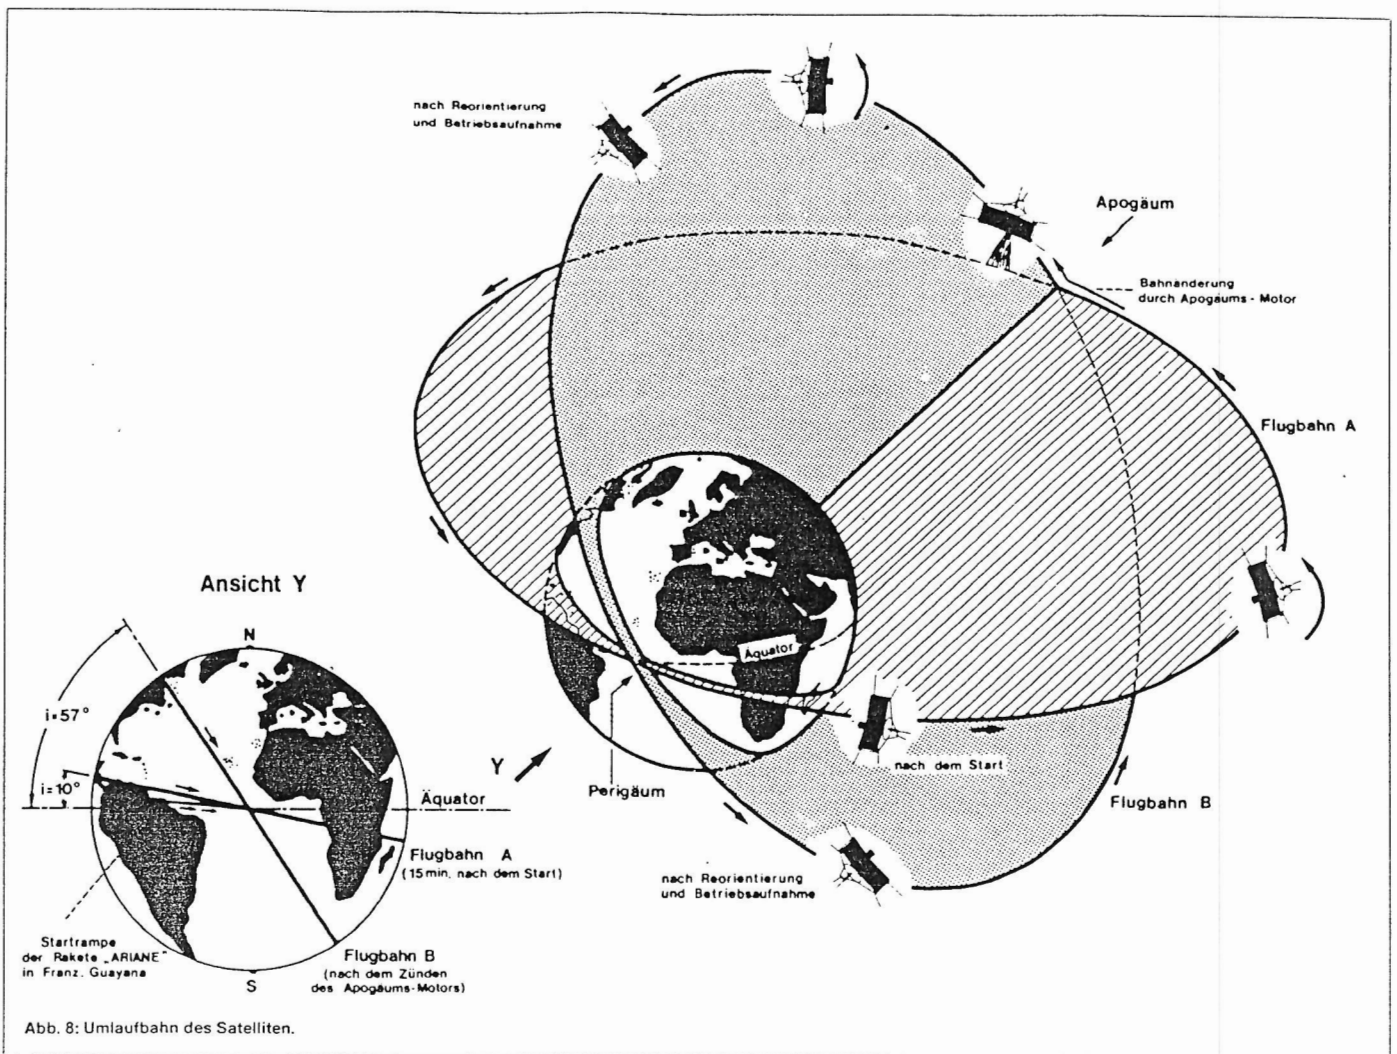 nach Reorientierung
und Betriebsaufnahme
Apogäum
Bahnänderung
durch Apogäums - Motor
Flugbahn A
Ansicht Y
N
i=57°
i=10°
Äquator
Flugbahn A
(15 min. nach dem Start)
Startrampe
der Rakete „ARIANE"
in Franz. Guayana
Flugbahn B
(nach dem Zünden
des Apogäums-Motors)
S
Äquator
Y
Perigäum
nach dem Start
Flugbahn B
nach Reorientierung
und Betriebsaufnahme
Abb. 8: Umlaufbahn des Satelliten.